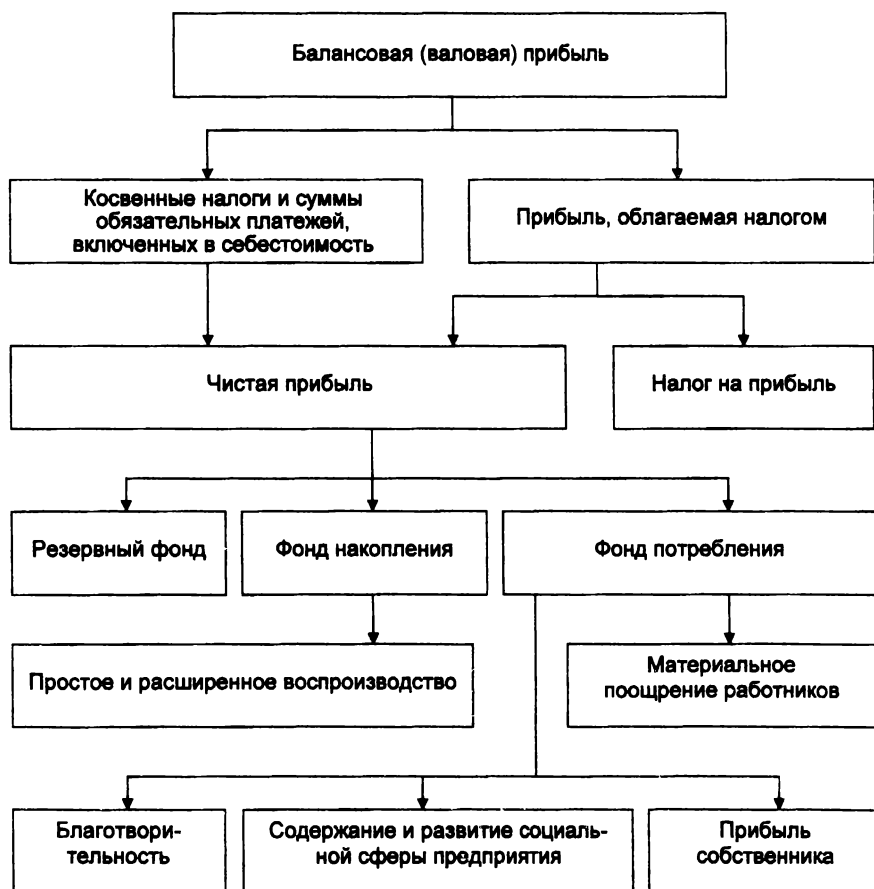 Балансовая (валовая) прибыль
Косвенные налоги и суммы
обязательных платежей,
включенных в себестоимость
Прибыль, облагаемая налогом
Чистая прибыль
Налог на прибыль
Резервный фонд
Фонд накопления
Фонд потребления
Простое и расширенное воспроизводство
Материальное
поощрение работников
Благотвори-
тельность
Содержание и развитие социаль-
ной сферы предприятия
Прибыль
собственника